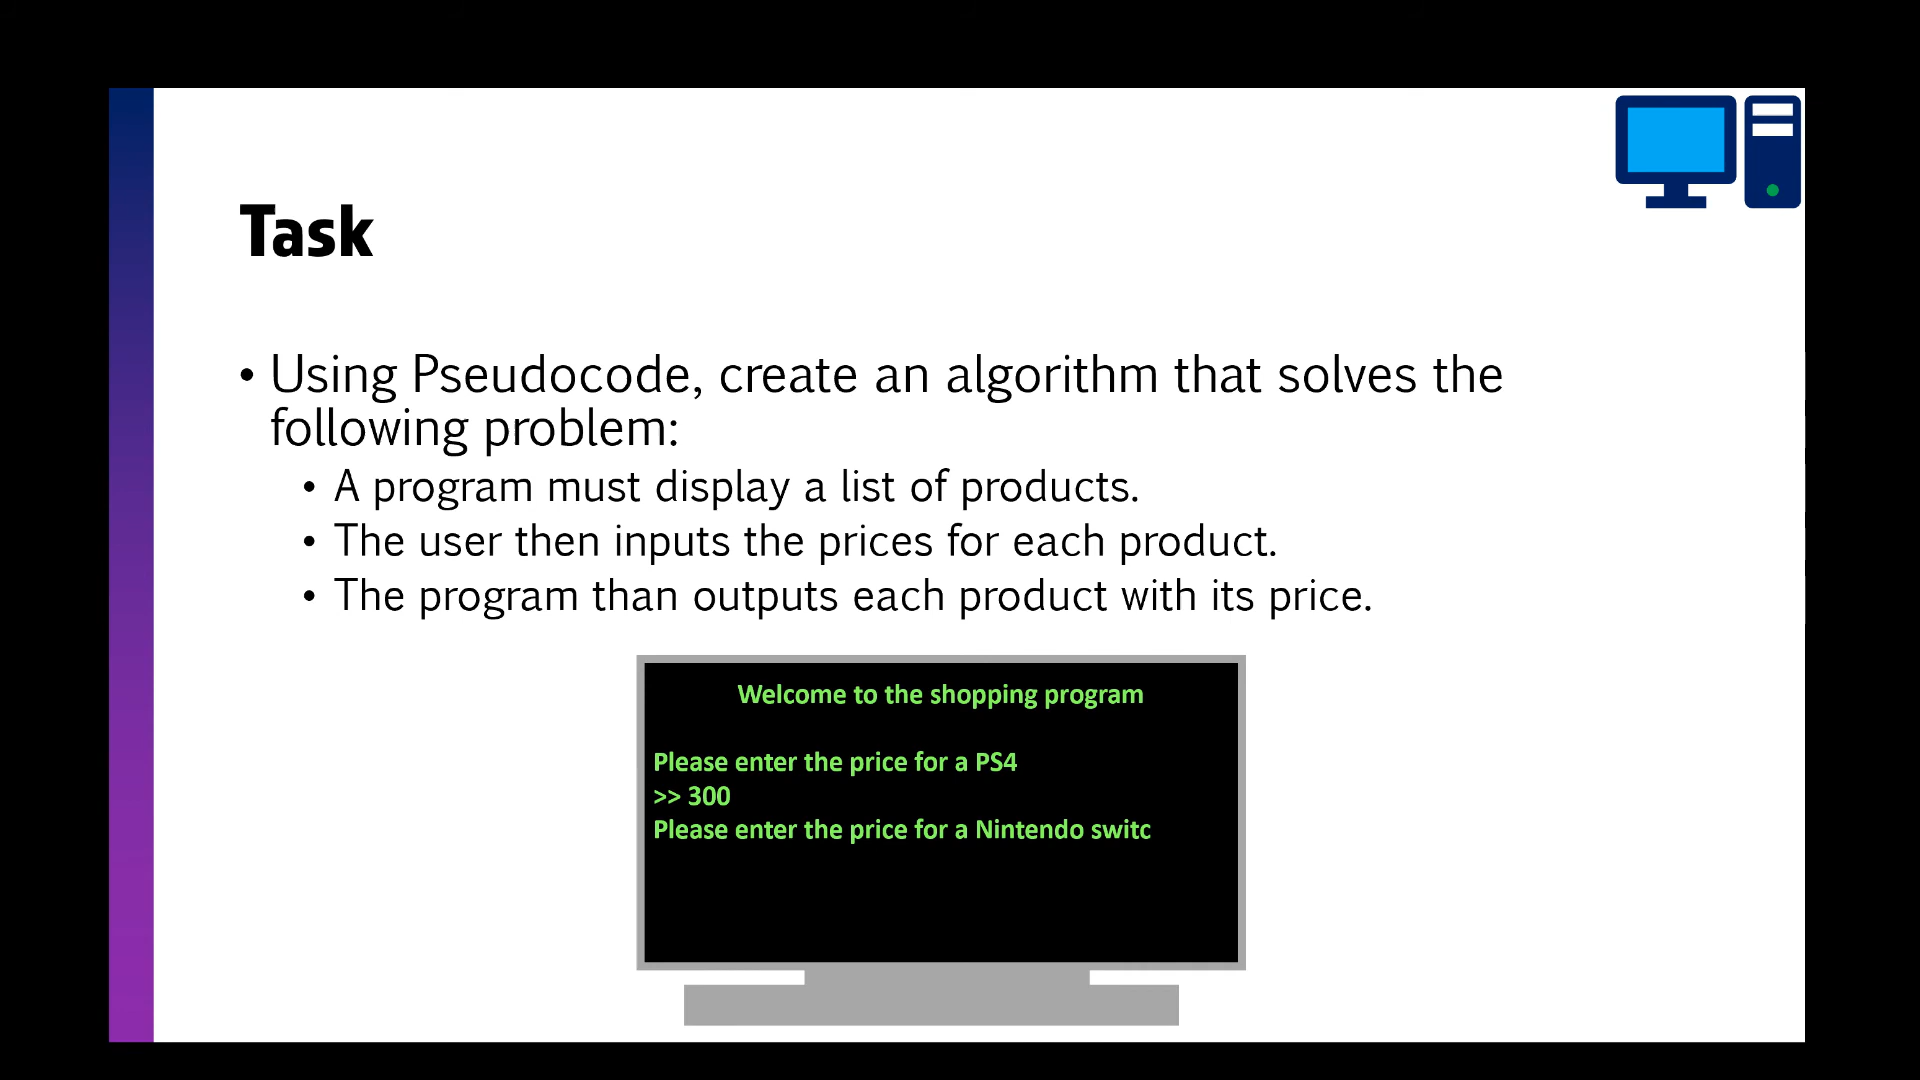 Task
• Using Pseudocode, create an algorithm that solves the
following problem:
• A program must display a list of products.
• The user then inputs the prices for each product.
• The program than outputs each product with its price.
Welcome to the shopping program
Please enter the price for a PS4
>> 300
Please enter the price for a Nintendo switc